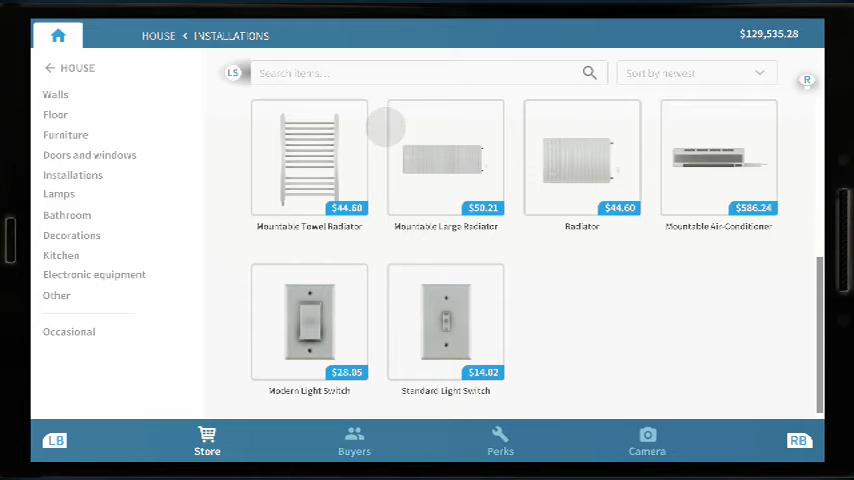 HOUSE < INSTALLATIONS
$129,535.28
HOUSE
LS
Search items...
Sort by newest
R
Walls
Floor
Furniture
Doors and windows
Installations
Lamps
Bathroom
Decorations
Kitchen
Electronic equipment
Other
Occasional
$44.60
$50.21
$44.60
$586.24
Mountable Towel Radiator
Mountable Large Radiator
Radiator
Mountable Air-Conditioner
$28.05
$14.02
Modern Light Switch
Standard Light Switch
LB
Store
Buyers
Perks
Camera
RB